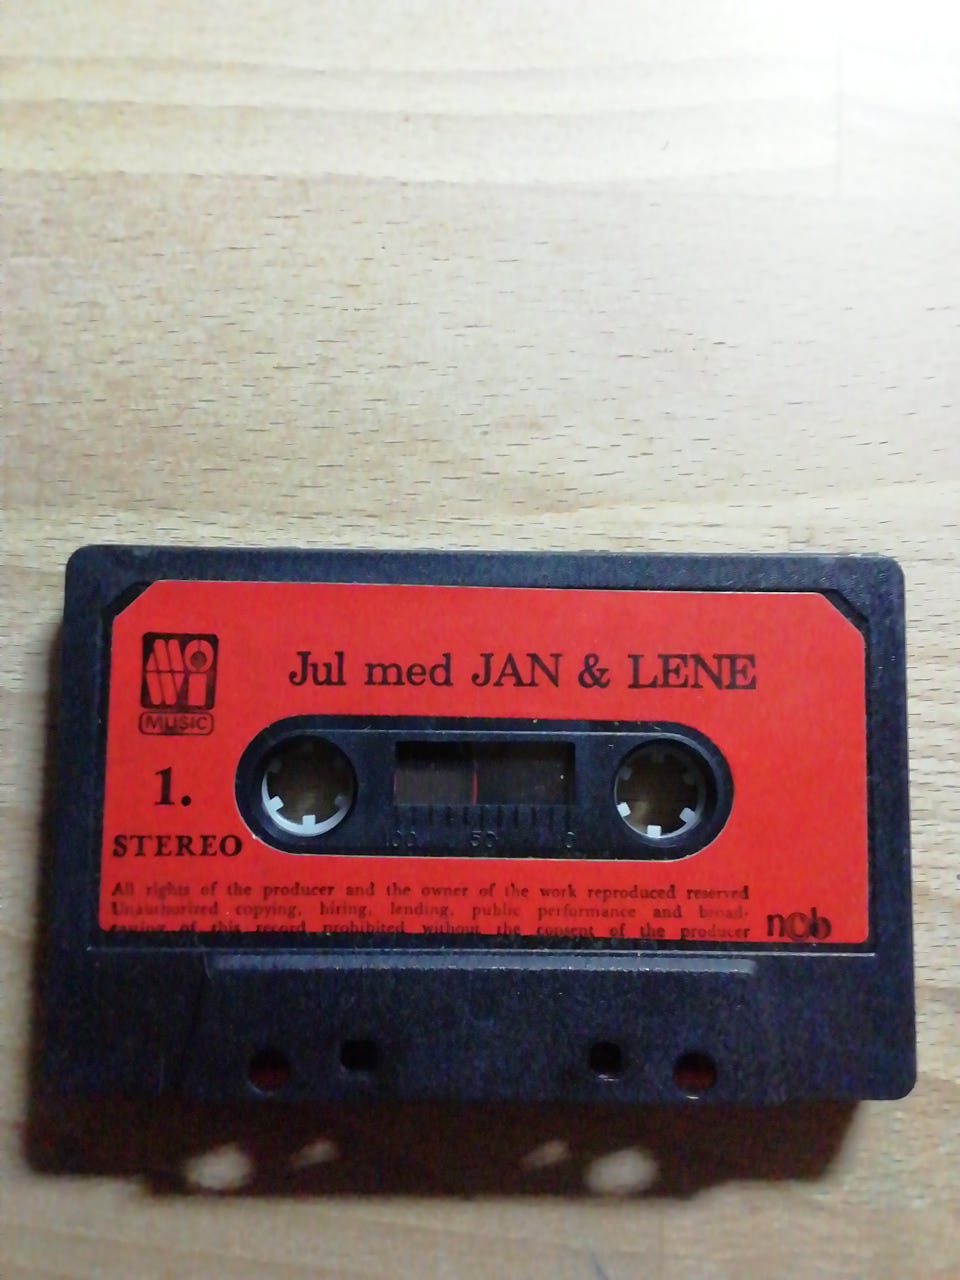 MUSIC
Jul med JAN & LENE
1.
STEREO
100 50 0
All rights of the producer and the owner of the work reproduced reserved
Unauthorized copying, hiring, lending, public performance and broad-
casting of this record prohibited without the consent of the producer
ncb